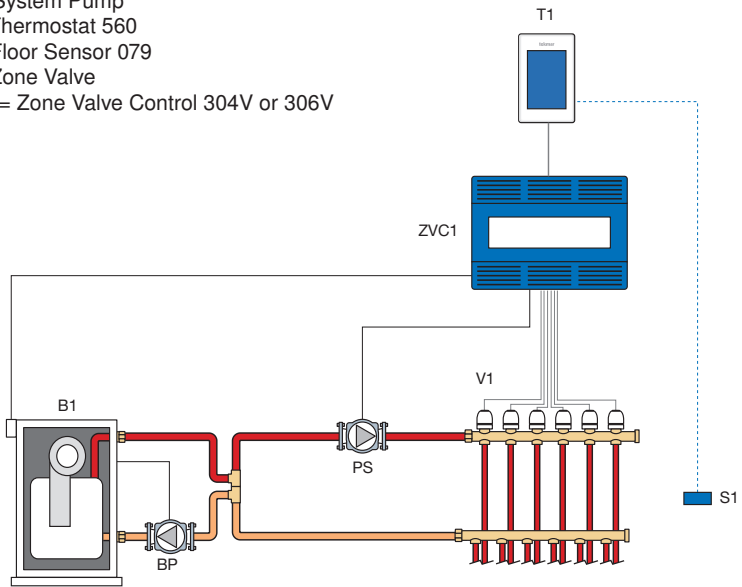 System Pump
Thermostat 560
Floor Sensor 079
Zone Valve
= Zone Valve Control 304V or 306V
T1
tekmar
ZVC1
B1
V1
PS
S1
BP